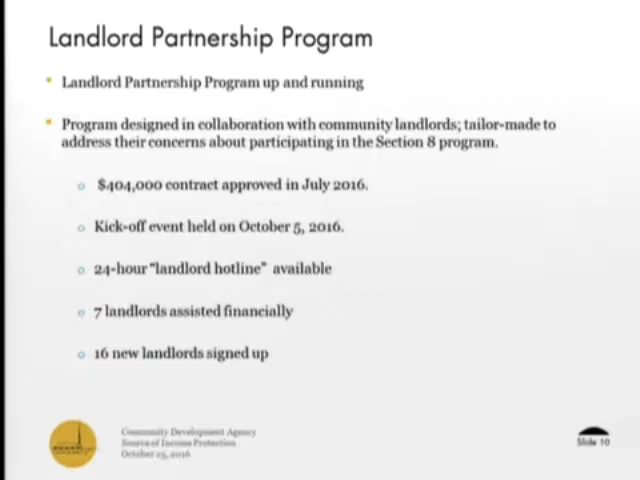 Landlord Partnership Program
Landlord Partnership Program up and running
Program designed in collaboration with community landlords; tailor-made to
address their concerns about participating in the Section 8 program.
$404,000 contract approved in July 2016.
Kick-off event held on October 5, 2016.
24-hour "landlord hotline" available
7 landlords assisted financially
16 new landlords signed up
Community Development Agency
Source of Income Protection
October 25, 2016
Slide 10